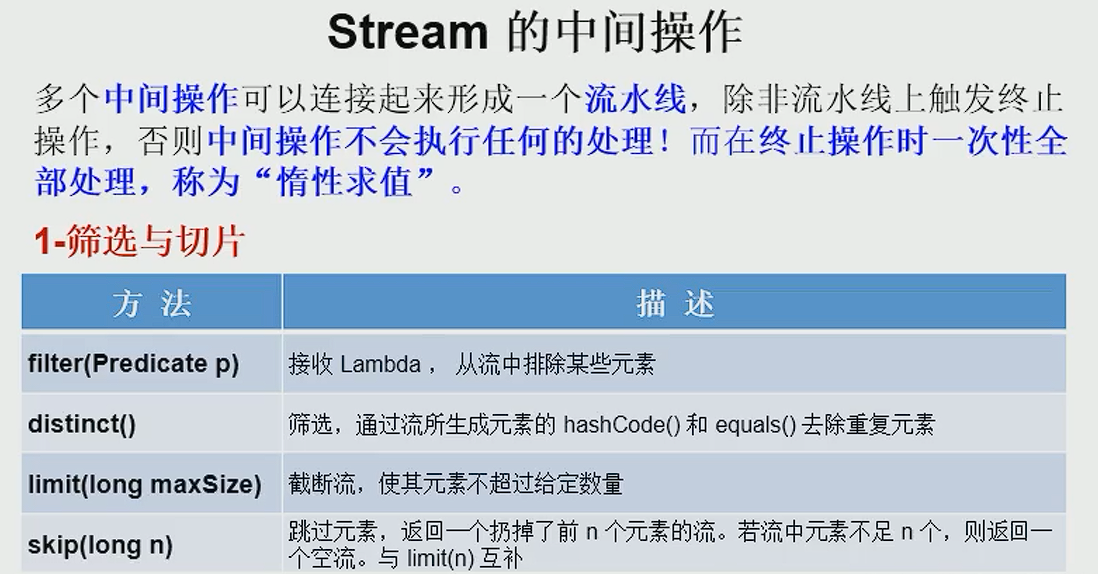 Stream 的中间操作
多个中间操作可以连接起来形成一个流水线，除非流水线上触发终止
操作，否则中间操作不会执行任何的处理！而在终止操作时一次性全
部处理，称为“惰性求值”。
1-筛选与切片
方 法
描 述
filter(Predicate p)
接收 Lambda ， 从流中排除某些元素
distinct()
筛选，通过流所生成元素的 hashCode() 和 equals() 去除重复元素
limit(long maxSize)
截断流，使其元素不超过给定数量
skip(long n)
跳过元素，返回一个扔掉了前 n 个元素的流。若流中元素不足 n 个，则返回一
个空流。与 limit(n) 互补